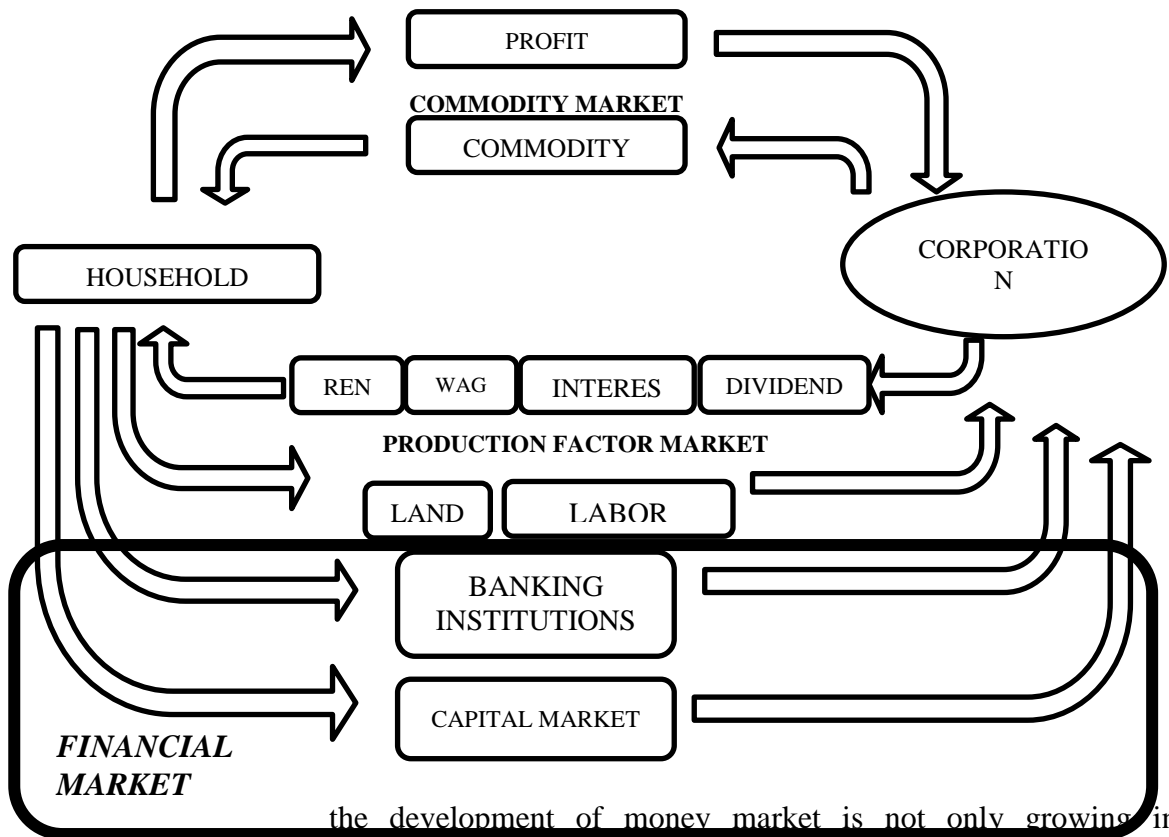 PROFIT
COMMODITY MARKET
COMMODITY
HOUSEHOLD
CORPORATIO
N
REN WAG INTERES DIVIDEND
PRODUCTION FACTOR MARKET
LAND LABOR
BANKING
INSTITUTIONS
CAPITAL MARKET
FINANCIAL
MARKET
the development of money market is not only growing in